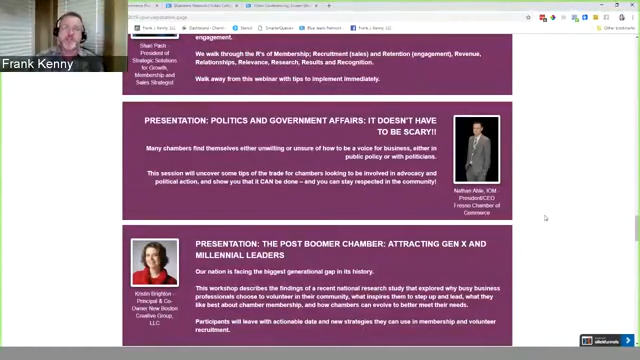 Frank Kenny
Shari Pash -
President of
Strategic Solutions
for Growth,
Membership and
Sales Strategist
engagement.
We walk through the R's of Membership; Recruitment (sales) and Retention (engagement), Revenue,
Relationships, Relevance, Research, Results and Recognition.
Walk away from this webinar with tips to implement immediately.
PRESENTATION: POLITICS AND GOVERNMENT AFFAIRS: IT DOESN'T HAVE
TO BE SCARY!!
Many chambers find themselves either unwilling or unsure of how to be a voice for business, either in
public policy or with politicians.
This session will uncover some tips of the trade for chambers looking to be involved in advocacy and
political action, and show you that it CAN be done – and you can stay respected in the community!
Nathan Ahle, IOM -
President/CEO
Fresno Chamber of
Commerce
Kristin Brighton -
Principal & Co-
Owner New Boston
Creative Group,
LLC
PRESENTATION: THE POST BOOMER CHAMBER: ATTRACTING GEN X AND
MILLENNIAL LEADERS
Our nation is facing the biggest generational gap in its history.
This workshop describes the findings of a recent national research study that explored why busy business
professionals choose to volunteer in their community, what inspires them to step up and lead, what they
like best about chamber membership, and how chambers can evolve to better meet their needs.
Participants will leave with actionable data and new strategies they can use in membership and volunteer
recruitment.
clickfunnels